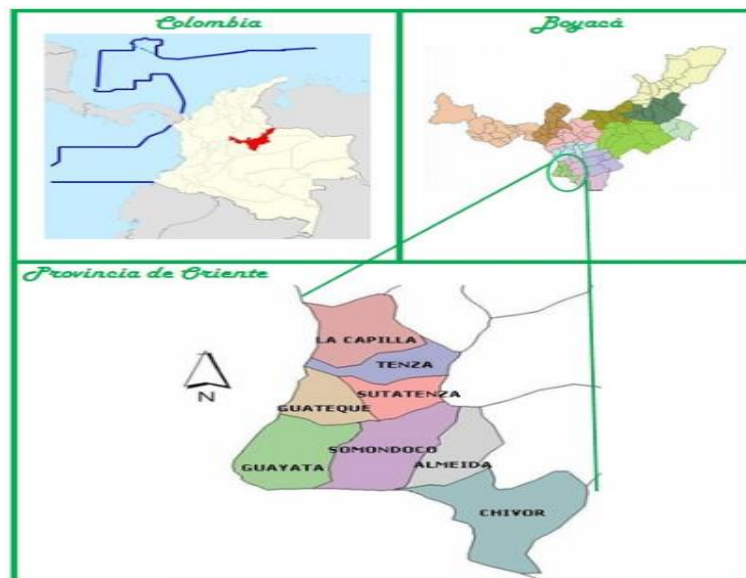 Colombia
Boyacá
Provincia de Oriente
LA CAPILLA
TENZA
SUTATENZA
GUATEQUE
SOMONDOCO
GUAYATA
ALMEIDA
CHIVOR
N